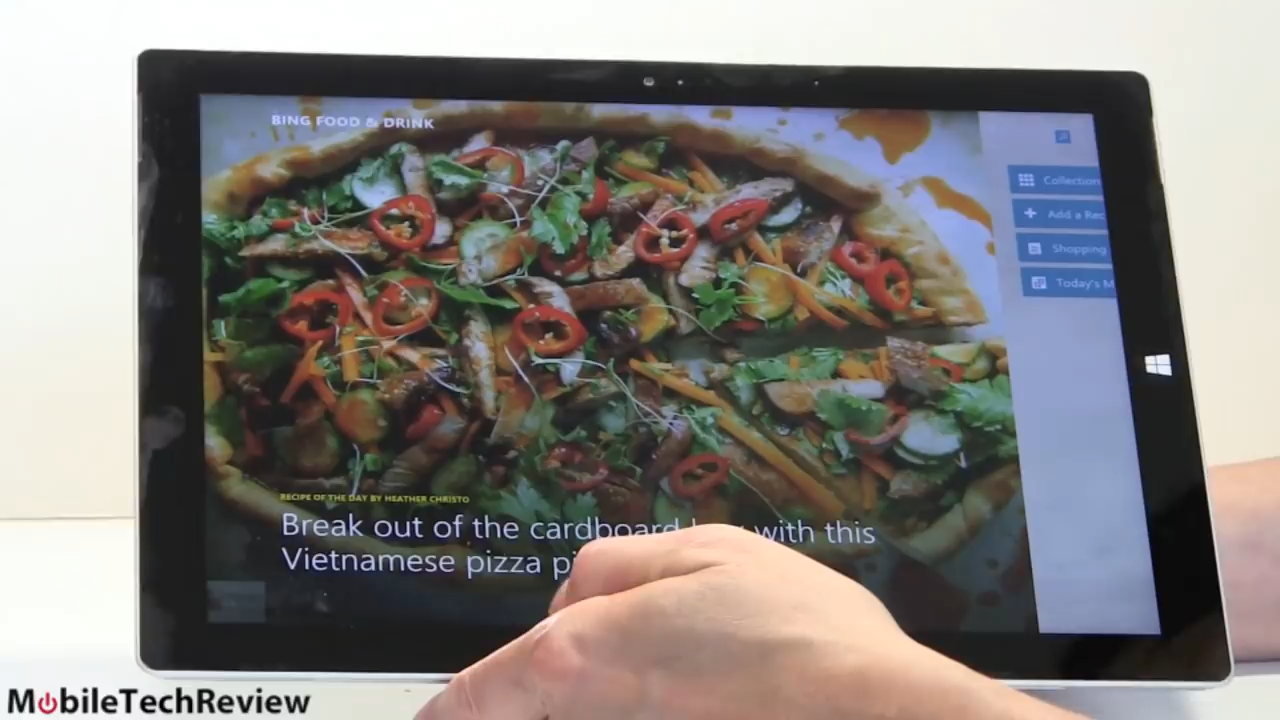 BING FOOD & DRINK
Collection
Add a Rec
Shopping
Today's M
RECIPE OF THE DAY BY HEATHER CHRISTO
Break out of the cardboard with this
Vietnamese pizza
MobileTechReview